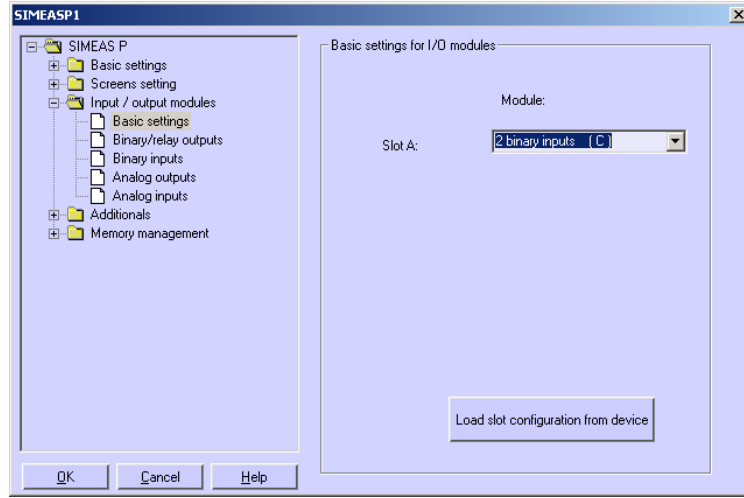 SIMEASP1
SIMEAS P
Basic settings
Screens setting
Input / output modules
Basic settings
Binary/relay outputs
Binary inputs
Analog outputs
Analog inputs
Additionals
Memory management
OK
Cancel
Help
Basic settings for I/O modules
Module:
Slot A:
2 binary inputs ( C )
Load slot configuration from device